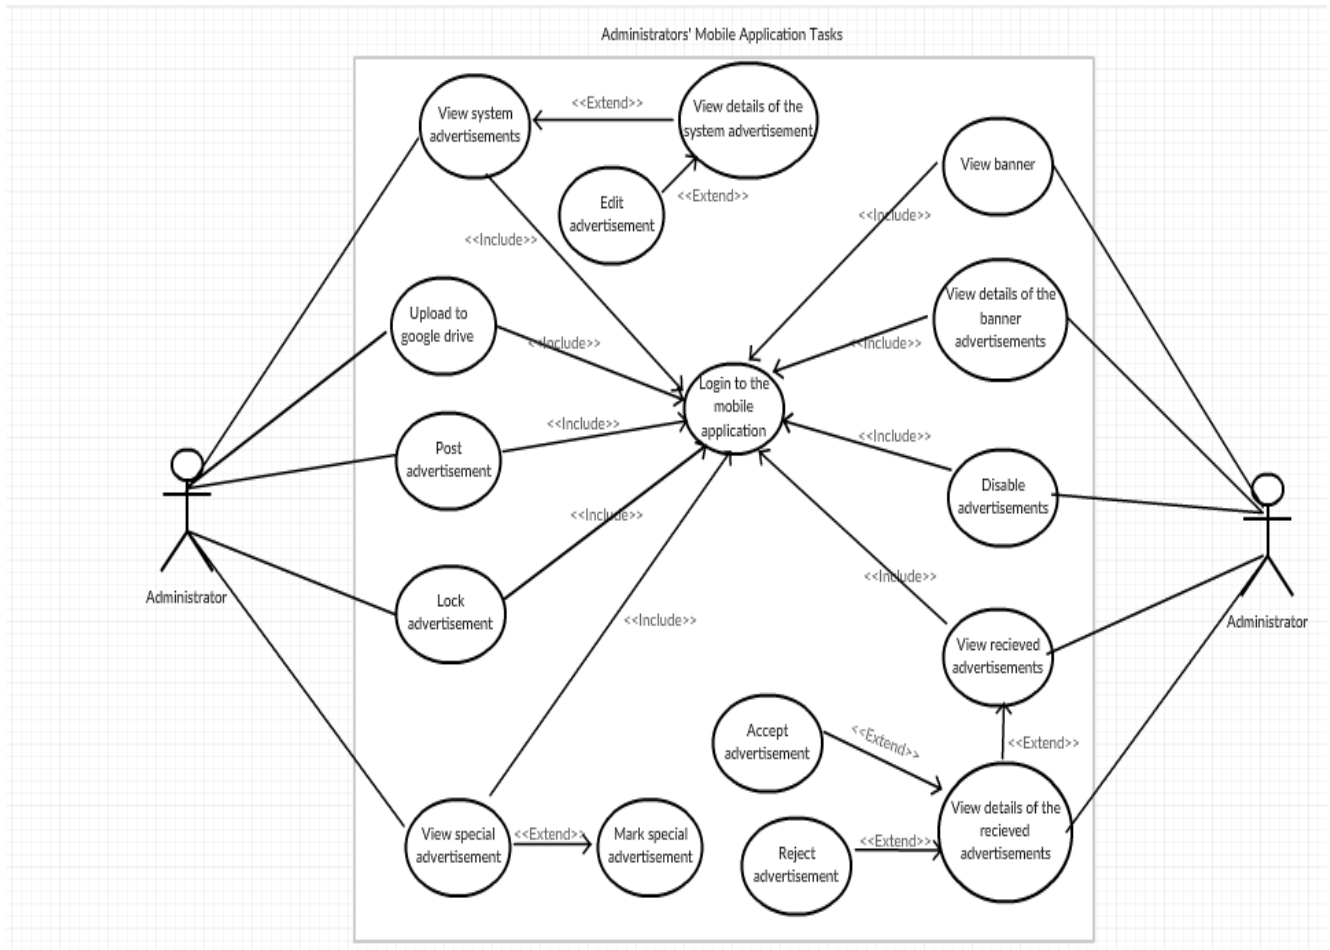 Administrators' Mobile Application Tasks
View system
advertisements
<<Extend>>
View details of the
system advertisement
Edit
advertisement
<<Extend>>
<<Include>>
View banner
<<Include>>
Upload to
google drive
<<Include>>
View details of the
banner
advertisements
<<Include>>
Login to the
mobile
application
Post
advertisement
<<Include>>
<<Include>>
Disable
advertisements
<<Include>>
Administrator
Administrator
Lock
advertisement
<<Include>>
<<Include>>
View recieved
advertisements
Accept
advertisement
<<Extend>>
<<Extend>>
View details of the
recieved
advertisements
View special
advertisement
<<Extend>>
Mark special
advertisement
Reject
advertisement
<<Extend>>